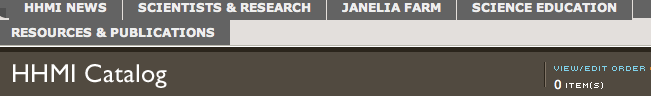 HHMI NEWS SCIENTISTS & RESEARCH JANELIA FARM SCIENCE EDUCATION
RESOURCES & PUBLICATIONS
HHMI Catalog
VIEW/EDIT ORDER
0 ITEM(S)